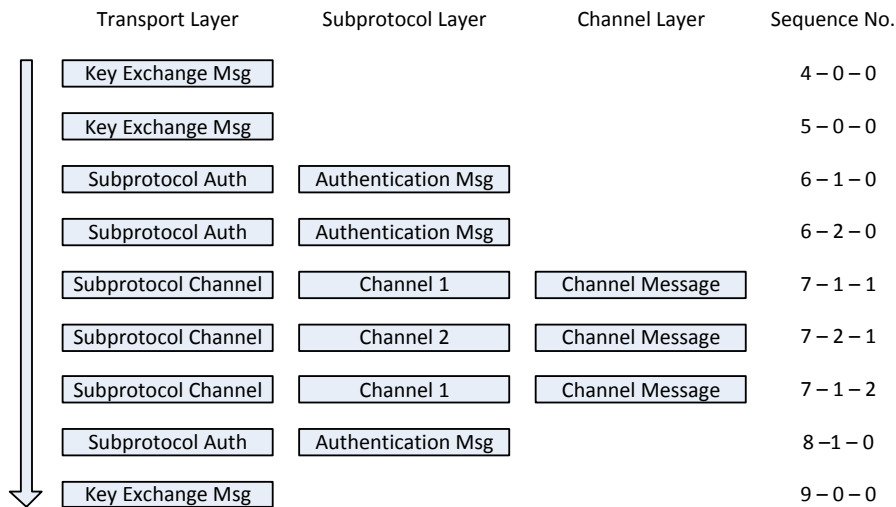 Transport Layer Subprotocol Layer Channel Layer Sequence No.
Key Exchange Msg 4 – 0 – 0
Key Exchange Msg 5 – 0 – 0
Subprotocol Auth Authentication Msg 6 – 1 – 0
Subprotocol Auth Authentication Msg 6 – 2 – 0
Subprotocol Channel Channel 1 Channel Message 7 – 1 – 1
Subprotocol Channel Channel 2 Channel Message 7 – 2 – 1
Subprotocol Channel Channel 1 Channel Message 7 – 1 – 2
Subprotocol Auth Authentication Msg 8 –1 – 0
Key Exchange Msg 9 – 0 – 0